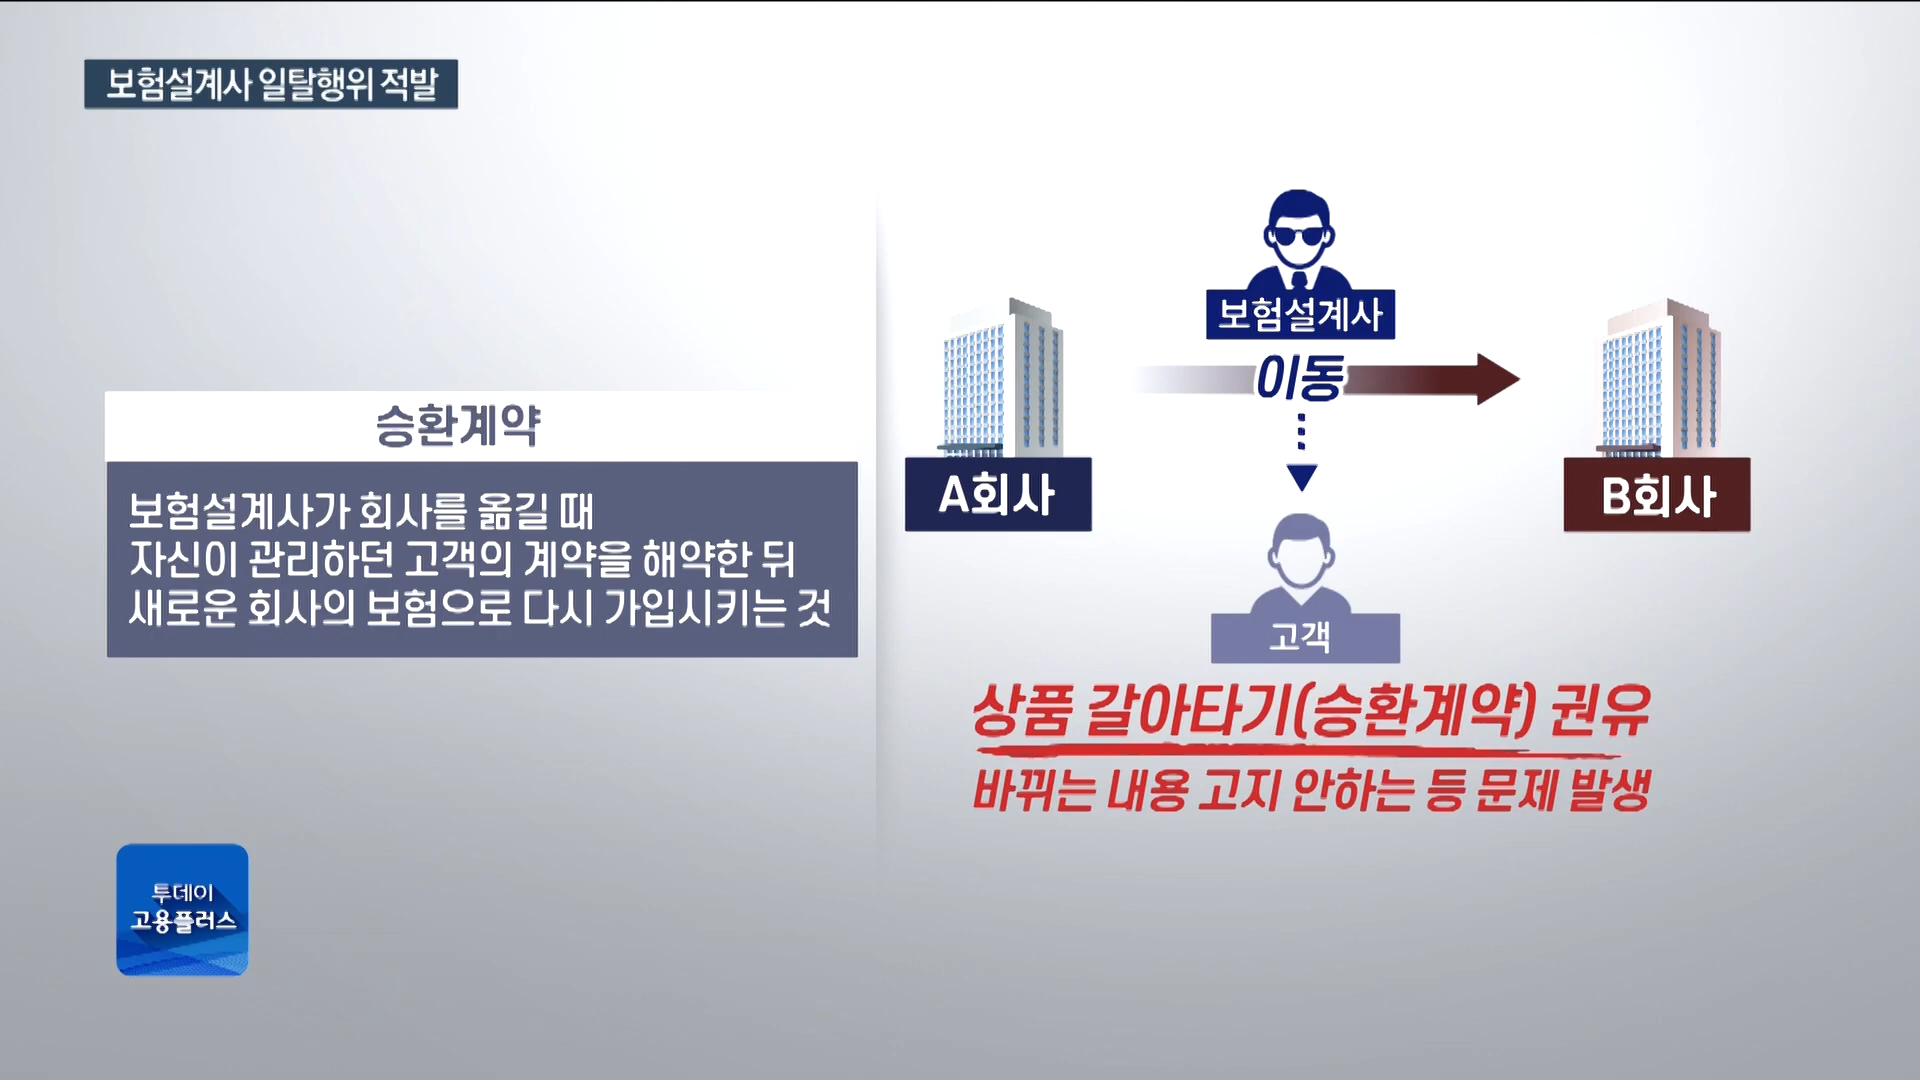 보험설계사 일탈행위 적발
승환계약
보험설계사가 회사를 옮길 때
자신이 관리하던 고객의 계약을 해약한 뒤
새로운 회사의 보험으로 다시 가입시키는 것
보험설계사
이동
A회사
B회사
고객
상품 갈아타기(승환계약) 권유
바뀌는 내용 고지 안하는 등 문제 발생
투데이
고용플러스